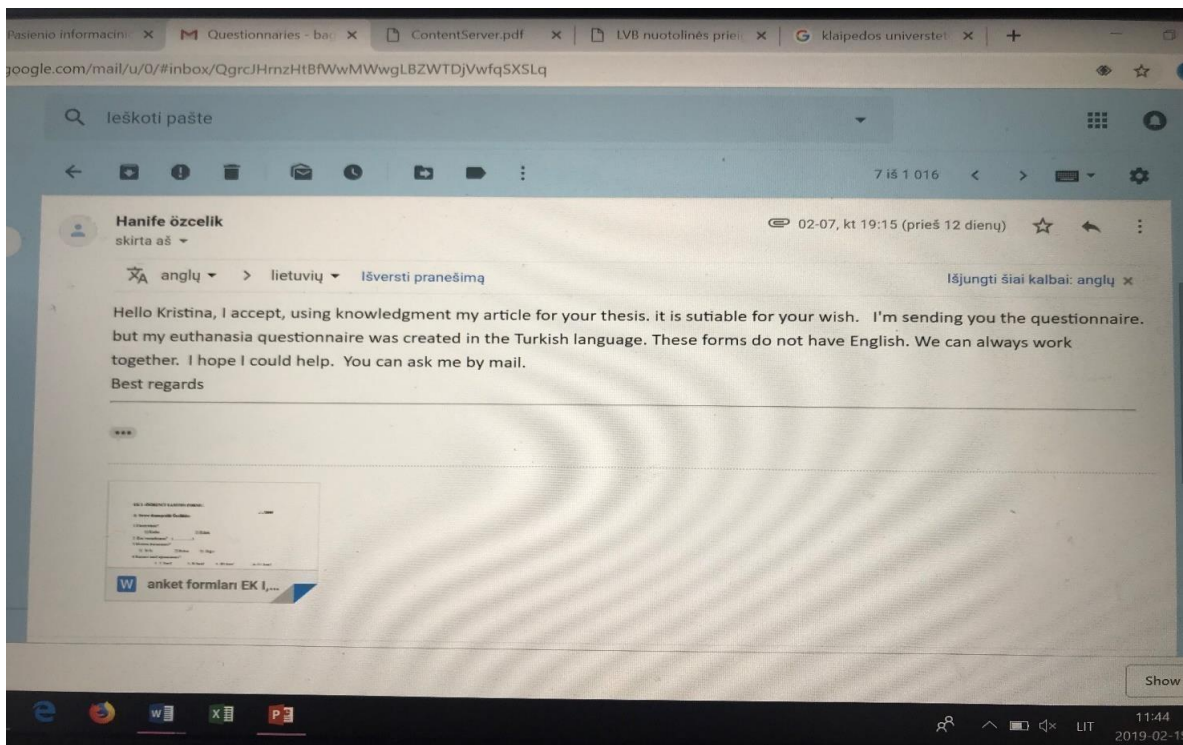 Pasienio informacini
Questionnaries - bag
ContentServer.pdf
LVB nuotolinės priei
klaipedos universtet
google.com/mail/u/0/#inbox/QgrcJHrnzHtBfWwMWwgLBZWTDjVwfqSXSLq
Ieškoti pašte
7 iš 1 016
Hanife özcelik
02-07, kt 19:15 (prieš 12 dienų)
skirta aš
anglų > lietuvių Išversti pranešimą
Išjungti šiai kalbai: anglų x
Hello Kristina, I accept, using knowledgment my article for your thesis. it is sutiable for your wish. I'm sending you the questionnaire.
but my euthanasia questionnaire was created in the Turkish language. These forms do not have English. We can always work
together. I hope I could help. You can ask me by mail.
Best regards
W anket formları EK I,...
Show
LIT
11:44
2019-02-19